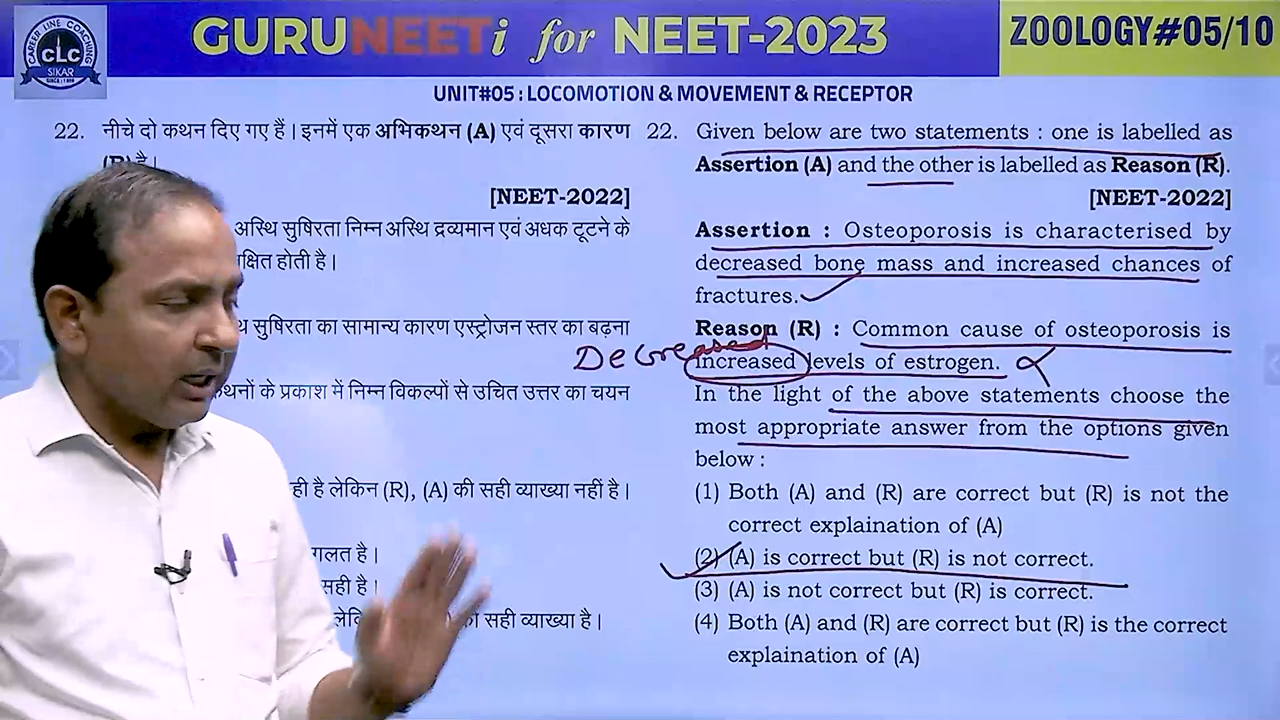 CAREER LINE COACHING
CLC
SIKAR
GURUNEETi for NEET-2023
ZOOLOGY#05/10
UNIT#05 : LOCOMOTION & MOVEMENT & RECEPTOR
22. नीचे दो कथन दिए गए हैं। इनमें एक अभिकथन (A) एवं दूसरा कारण
(R) है।
[NEET-2022]
अस्थि सुषिरता निम्न अस्थि द्रव्यमान एवं अधक टूटने के
होती है।
सुषिरता का सामान्य कारण एस्ट्रोजन स्तर का बढ़ना
के प्रकाश में निम्न विकल्पों से उचित उत्तर का चयन
है लेकिन (R), (A) की सही व्याख्या नहीं है।
गलत है।
सही है।
सही व्याख्या है।
22. Given below are two statements : one is labelled as
Assertion (A) and the other is labelled as Reason (R).
[NEET-2022]
Assertion : Osteoporosis is characterised by
decreased bone mass and increased chances of
fractures.
Reason (R) : Common cause of osteoporosis is
Decreased
increased levels of estrogen.
In the light of the above statements choose the
most appropriate answer from the options given
below :
(1) Both (A) and (R) are correct but (R) is not the
correct explaination of (A)
(2) (A) is correct but (R) is not correct.
(3) (A) is not correct but (R) is correct.
(4) Both (A) and (R) are correct but (R) is the correct
explaination of (A)